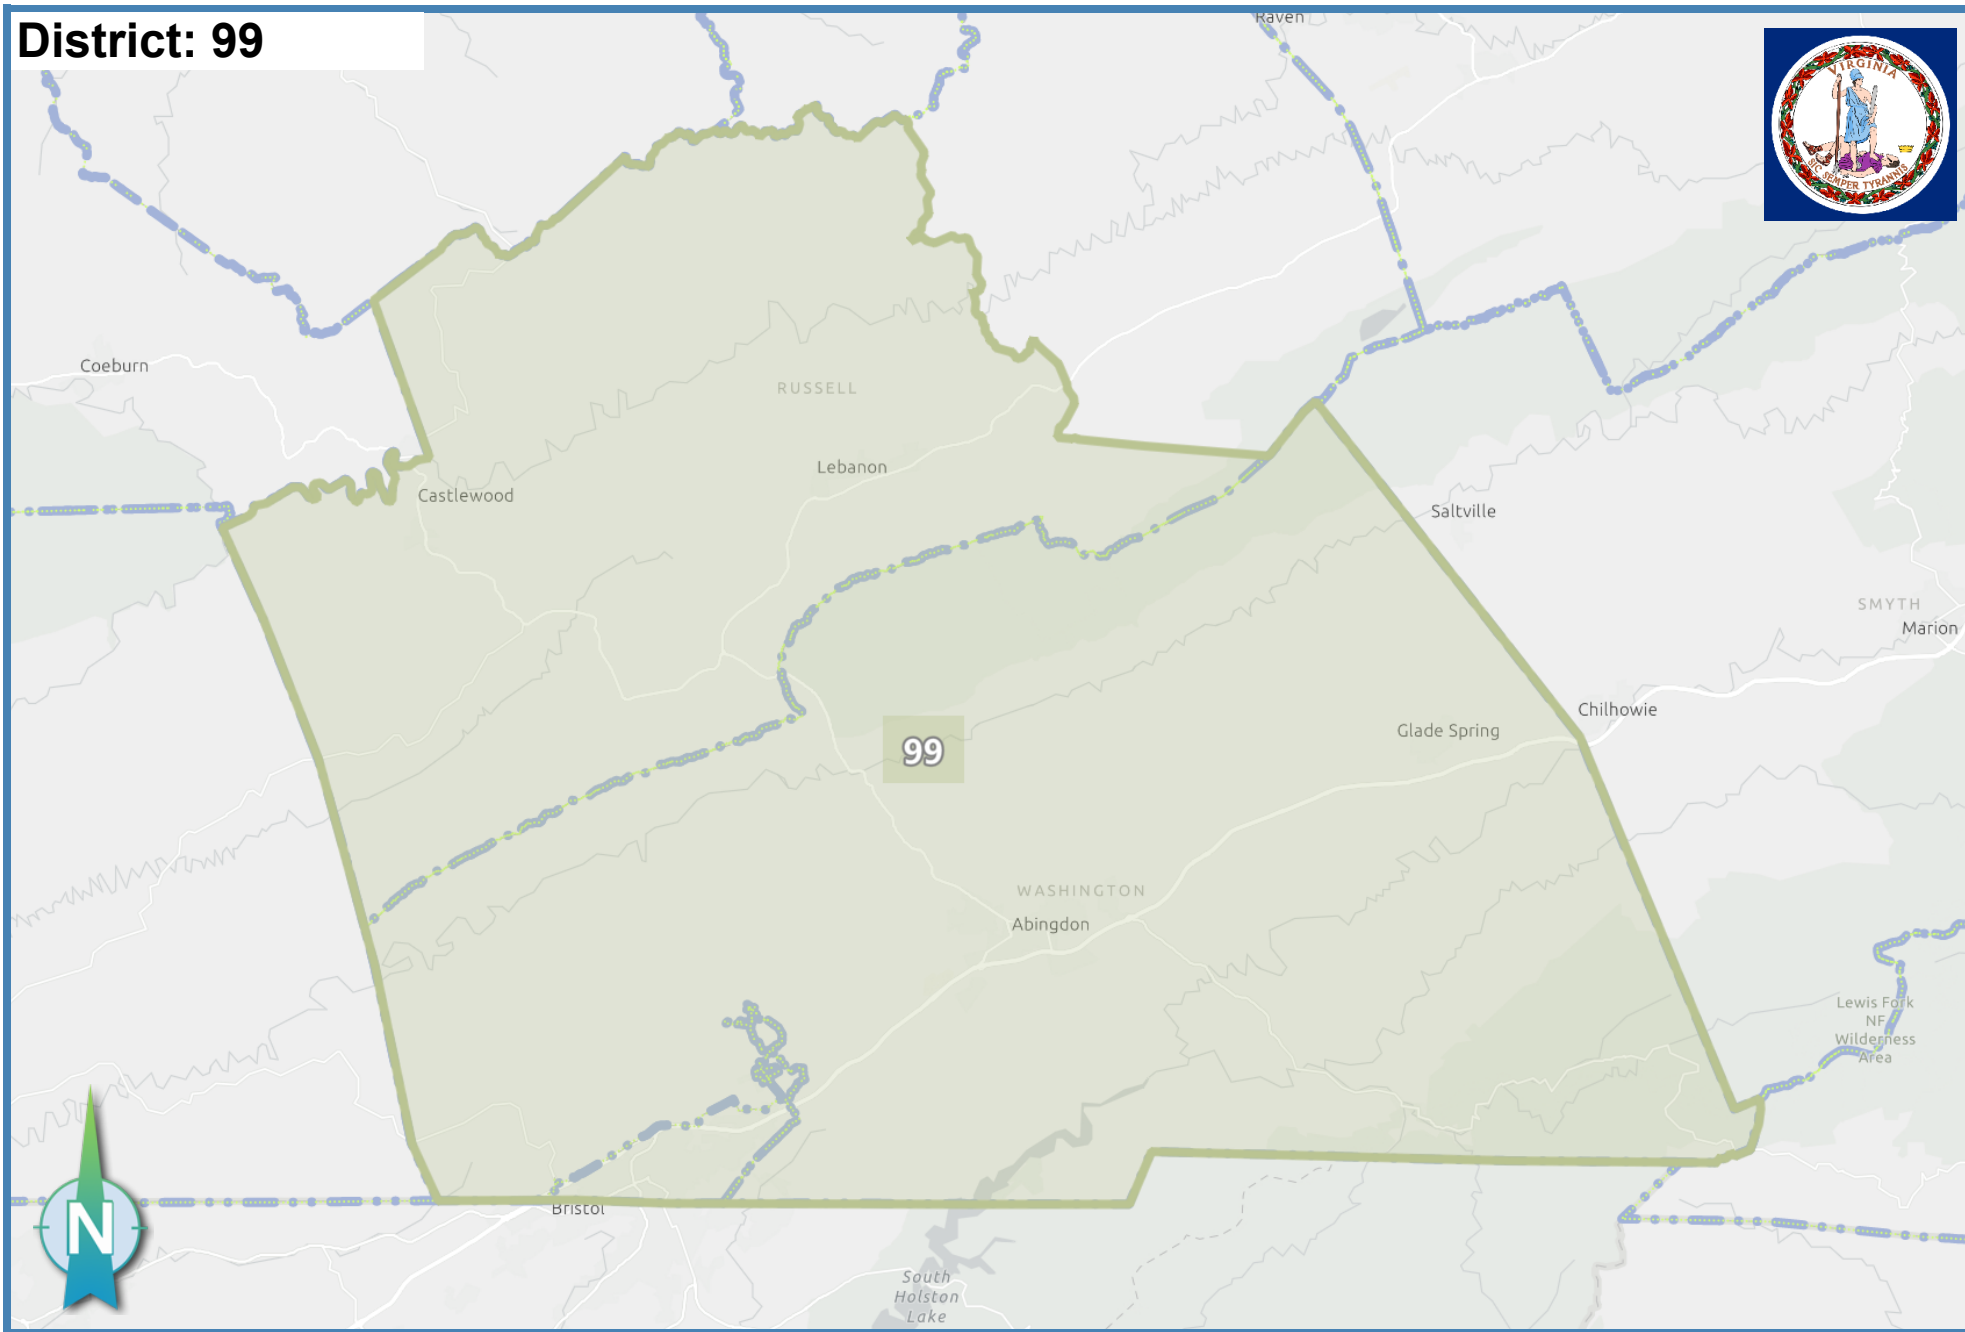 District: 99
Raven
VIRGINIA
SIC SEMPER TYRANNIS
Coeburn
RUSSELL
Lebanon
Castlewood
Saltville
SMYTH
Marion
Chilhowie
Glade Spring
99
WASHINGTON
Abingdon
Lewis Fork
NF
Wilderness
Area
N
Bristol
South
Holston
Lake